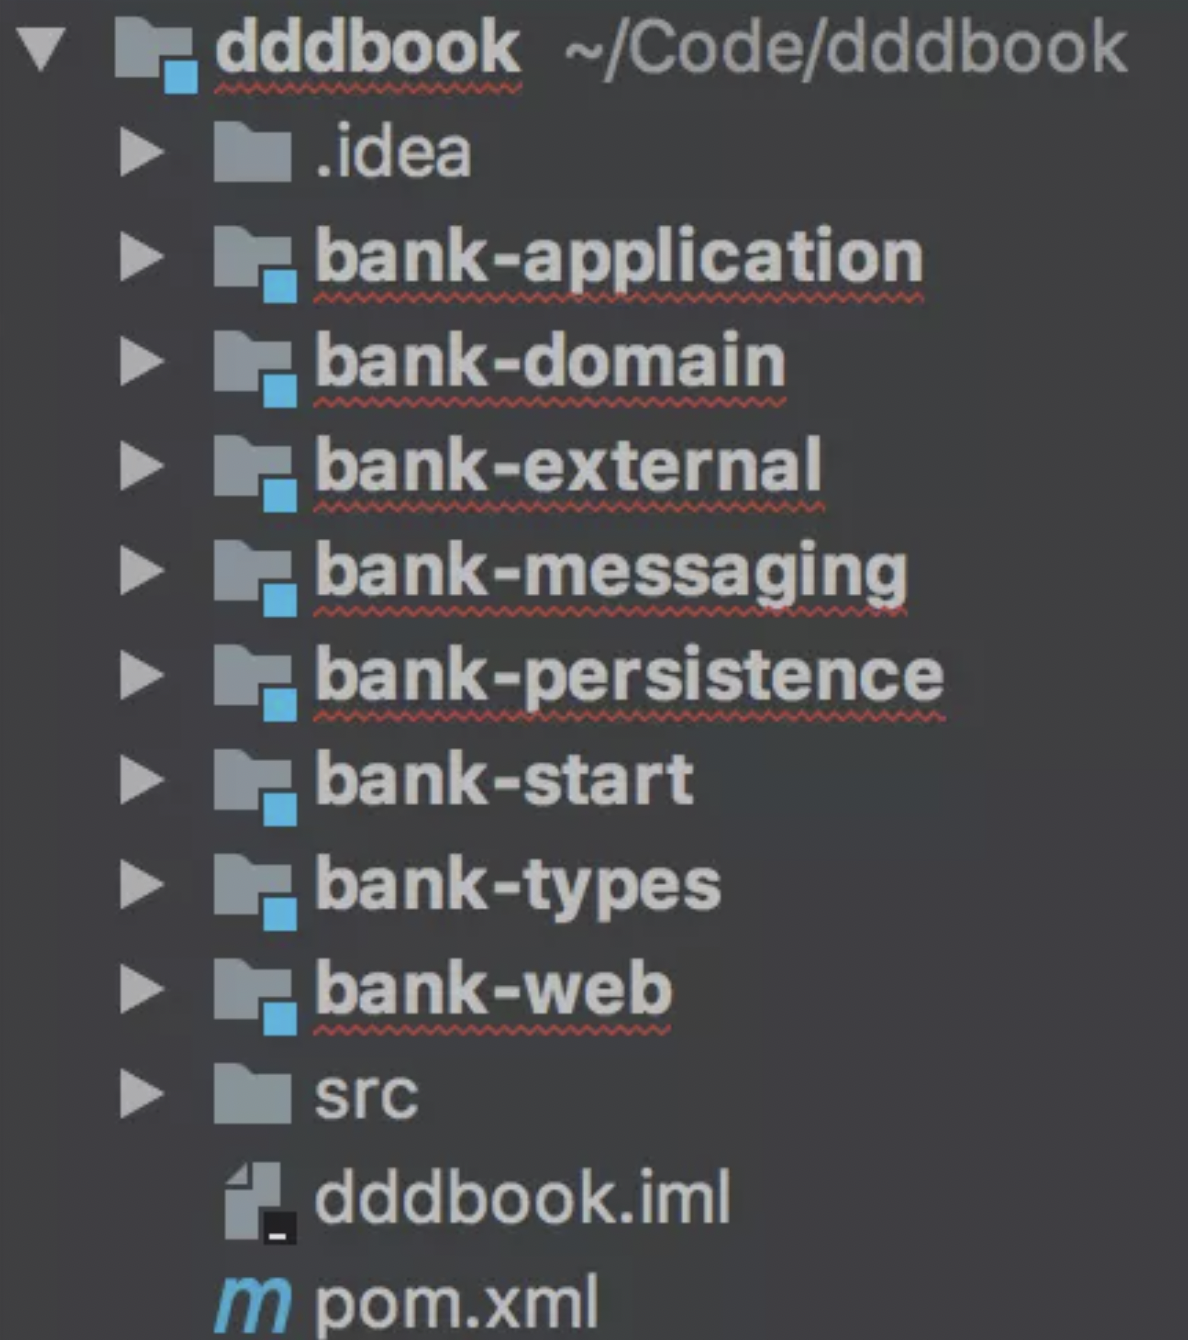 dddbook ~/Code/dddbook
.idea
bank-application
bank-domain
bank-external
bank-messaging
bank-persistence
bank-start
bank-types
bank-web
src
dddbook.iml
m pom.xml